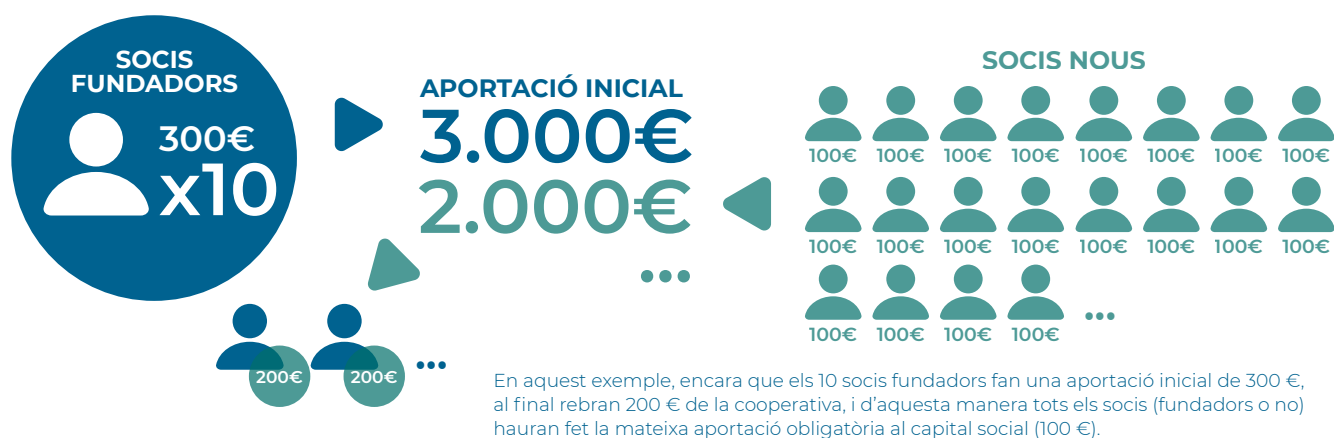 SOCIS
FUNDADORS
300€
x10
APORTACIÓ INICIAL
3.000€
2.000€
...
SOCIS NOUS
100€ 100€ 100€ 100€ 100€ 100€ 100€ 100€
100€ 100€ 100€ 100€ 100€ 100€ 100€ 100€
100€ 100€ 100€ 100€ ...
200€ 200€ ...
En aquest exemple, encara que els 10 socis fundadors fan una aportació inicial de 300 €,
al final rebran 200 € de la cooperativa, i d'aquesta manera tots els socis (fundadors o no)
hauran fet la mateixa aportació obligatòria al capital social (100 €).